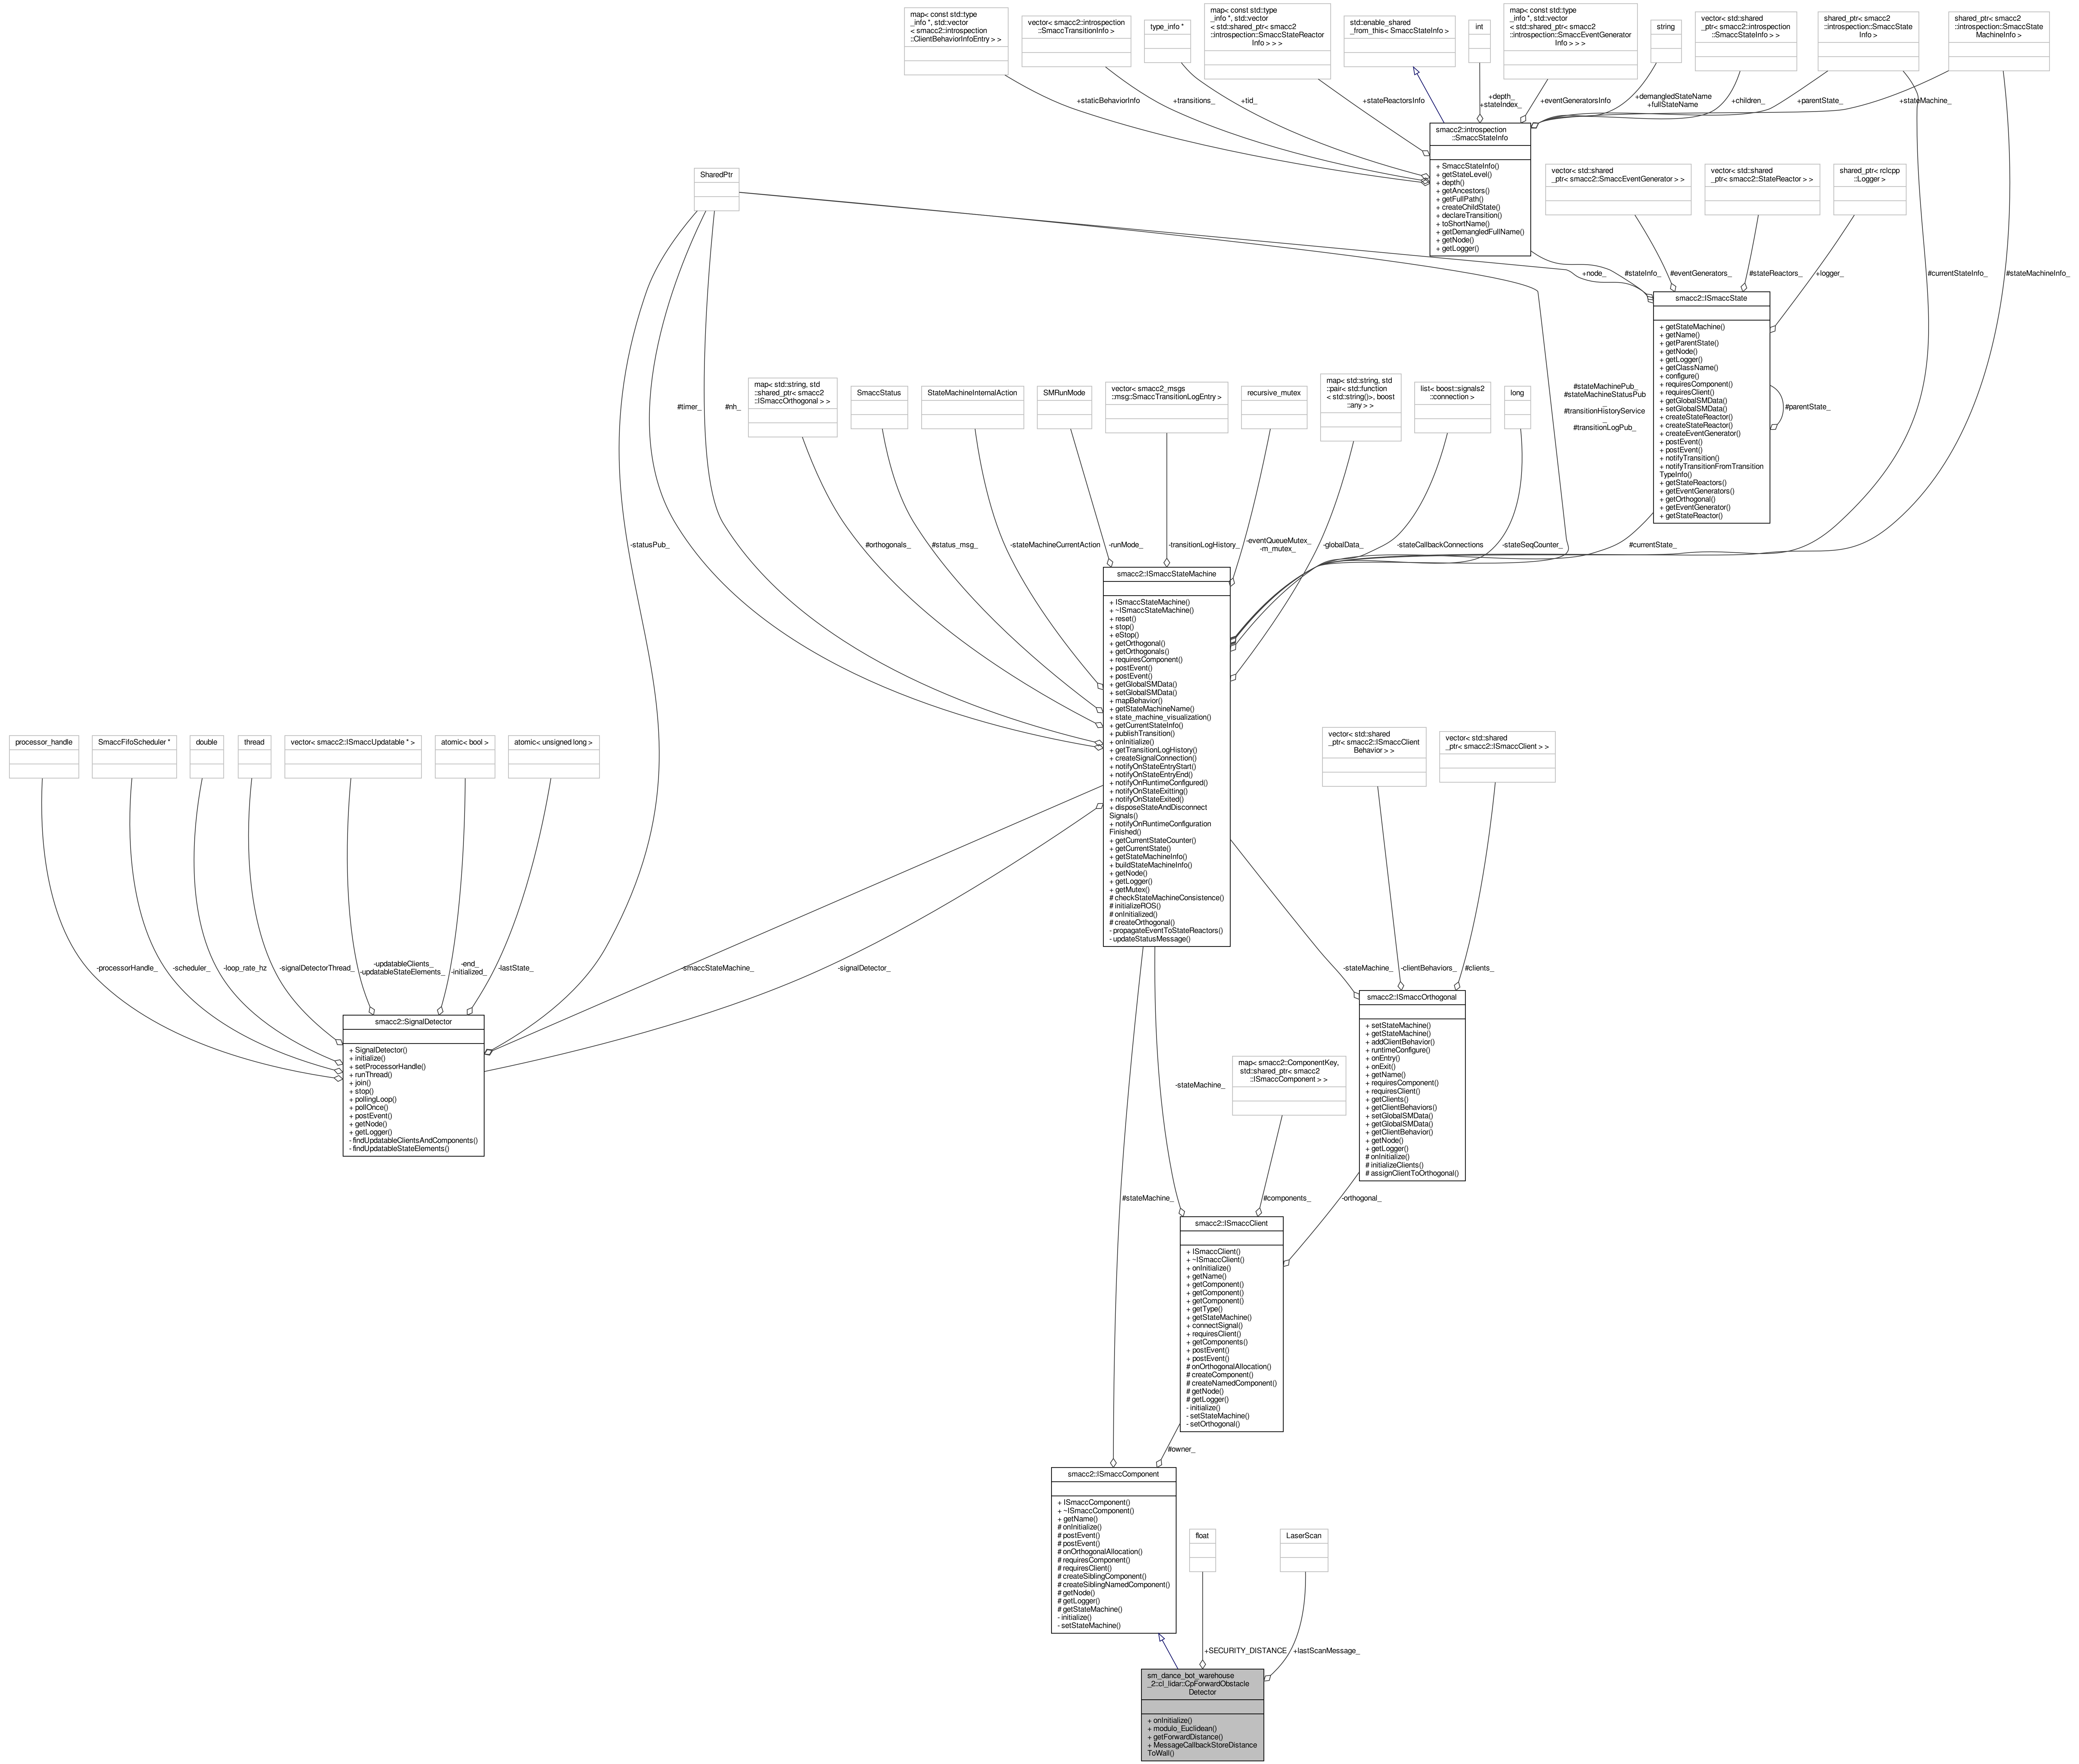 map< const std::type
_info *, std::vector
< smacc2::introspection
::ClientBehaviorInfoEntry > >
vector< smacc2::introspection
::SmaccTransitionInfo >
type_info *
map< const std::type
_info *, std::vector
< std::shared_ptr< smacc2
::introspection::SmaccStateReactor
Info > > >
std::enable_shared
_from_this< SmaccStateInfo >
int
map< const std::type
_info *, std::vector
< std::shared_ptr< smacc2
::introspection::SmaccEventGenerator
Info > > >
string
vector< std::shared
_ptr< smacc2::introspection
::SmaccStateInfo > >
shared_ptr< smacc2
::introspection::SmaccState
Info >
shared_ptr< smacc2
::introspection::SmaccState
MachineInfo >
+staticBehaviorInfo
+transitions_
+tid_
+stateReactorsInfo
+depth_
+stateIndex_
+eventGeneratorsInfo
+demangledStateName
+fullStateName
+children_
+parentState_
+stateMachine_
smacc2::introspection
::SmaccStateInfo
+ SmaccStateInfo()
+ getStateLevel()
+ depth()
+ getAncestors()
+ getFullPath()
+ createChildState()
+ declareTransition()
+ toShortName()
+ getDemangledFullName()
+ getNode()
+ getLogger()
SharedPtr
vector< std::shared
_ptr< smacc2::SmaccEventGenerator > >
vector< std::shared
_ptr< smacc2::StateReactor > >
shared_ptr< rclcpp
::Logger >
+node_
#stateInfo_
#eventGenerators_
#stateReactors_
+logger_
#currentStateInfo_
#stateMachineInfo_
smacc2::ISmaccState
+ getStateMachine()
+ getName()
+ getParentState()
+ getNode()
+ getLogger()
+ getClassName()
+ configure()
+ requiresComponent()
+ requiresClient()
+ getGlobalSMData()
+ setGlobalSMData()
+ createStateReactor()
+ createStateReactor()
+ createEventGenerator()
+ postEvent()
+ postEvent()
+ notifyTransition()
+ notifyTransitionFromTransition
TypeInfo()
+ getStateReactors()
+ getEventGenerators()
+ getOrthogonal()
+ getEventGenerator()
+ getStateReactor()
#parentState_
#timer_
#nh_
map< std::string, std
::shared_ptr< smacc2
::ISmaccOrthogonal > >
SmaccStatus
StateMachineInternalAction
SMRunMode
vector< smacc2_msgs
::msg::SmaccTransitionLogEntry >
recursive_mutex
map< std::string, std
::pair< std::function
< std::string()>, boost
::any > >
list< boost::signals2
::connection >
long
#stateMachinePub_
#stateMachineStatusPub
_
#transitionHistoryService
_
#transitionLogPub_
-statusPub_
#orthogonals_
#status_msg_
-stateMachineCurrentAction
-runMode_
-transitionLogHistory_
-eventQueueMutex_
-m_mutex_
-globalData_
-stateCallbackConnections
-stateSeqCounter_
#currentState_
smacc2::ISmaccStateMachine
+ ISmaccStateMachine()
+ ~ISmaccStateMachine()
+ reset()
+ stop()
+ eStop()
+ getOrthogonal()
+ getOrthogonals()
+ requiresComponent()
+ postEvent()
+ postEvent()
+ getGlobalSMData()
+ setGlobalSMData()
+ mapBehavior()
+ getStateMachineName()
+ state_machine_visualization()
+ getCurrentStateInfo()
+ publishTransition()
+ onInitialize()
+ getTransitionLogHistory()
+ createSignalConnection()
+ notifyOnStateEntryStart()
+ notifyOnStateEntryEnd()
+ notifyOnRuntimeConfigured()
+ notifyOnStateExitting()
+ notifyOnStateExited()
+ disposeStateAndDisconnect
Signals()
+ notifyOnRuntimeConfiguration
Finished()
+ getCurrentStateCounter()
+ getCurrentState()
+ getStateMachineInfo()
+ buildStateMachineInfo()
+ getNode()
+ getLogger()
+ getMutex()
# checkStateMachineConsistence()
# initializeROS()
# onInitialized()
# createOrthogonal()
- propagateEventToStateReactors()
- updateStatusMessage()
processor_handle
SmaccFifoScheduler *
double
thread
vector< smacc2::ISmaccUpdatable * >
atomic< bool >
atomic< unsigned long >
vector< std::shared
_ptr< smacc2::ISmaccClient
Behavior > >
vector< std::shared
_ptr< smacc2::ISmaccClient > >
-processorHandle_
-scheduler_
-loop_rate_hz
-signalDetectorThread_
-updatableClients_
-updatableStateElements_
-end_
-initialized_
-lastState_
-smaccStateMachine_
-signalDetector_
-stateMachine_
-clientBehaviors_
#clients_
smacc2::SignalDetector
+ SignalDetector()
+ initialize()
+ setProcessorHandle()
+ runThread()
+ join()
+ stop()
+ pollingLoop()
+ pollOnce()
+ postEvent()
+ getNode()
+ getLogger()
- findUpdatableClientsAndComponents()
- findUpdatableStateElements()
smacc2::ISmaccOrthogonal
+ setStateMachine()
+ getStateMachine()
+ addClientBehavior()
+ runtimeConfigure()
+ onEntry()
+ onExit()
+ getName()
+ requiresComponent()
+ requiresClient()
+ getClients()
+ getClientBehaviors()
+ setGlobalSMData()
+ getGlobalSMData()
+ getClientBehavior()
+ getNode()
+ getLogger()
# onInitialize()
# initializeClients()
# assignClientToOrthogonal()
map< smacc2::ComponentKey,
std::shared_ptr< smacc2
::ISmaccComponent > >
-stateMachine_
#stateMachine_
#components_
-orthogonal_
smacc2::ISmaccClient
+ ISmaccClient()
+ ~ISmaccClient()
+ onInitialize()
+ getName()
+ getComponent()
+ getComponent()
+ getComponent()
+ getType()
+ getStateMachine()
+ connectSignal()
+ requiresClient()
+ getComponents()
+ postEvent()
+ postEvent()
# onOrthogonalAllocation()
# createComponent()
# createNamedComponent()
# getNode()
# getLogger()
- initialize()
- setStateMachine()
- setOrthogonal()
#owner_
smacc2::ISmaccComponent
+ ISmaccComponent()
+ ~ISmaccComponent()
+ getName()
# onInitialize()
# postEvent()
# postEvent()
# onOrthogonalAllocation()
# requiresComponent()
# requiresClient()
# createSiblingComponent()
# createSiblingNamedComponent()
# getNode()
# getLogger()
# getStateMachine()
- initialize()
- setStateMachine()
float
LaserScan
+SECURITY_DISTANCE
+lastScanMessage_
sm_dance_bot_warehouse
_2::cl_lidar::CpForwardObstacle
Detector
+ onInitialize()
+ modulo_Euclidean()
+ getForwardDistance()
+ MessageCallbackStoreDistance
ToWall()